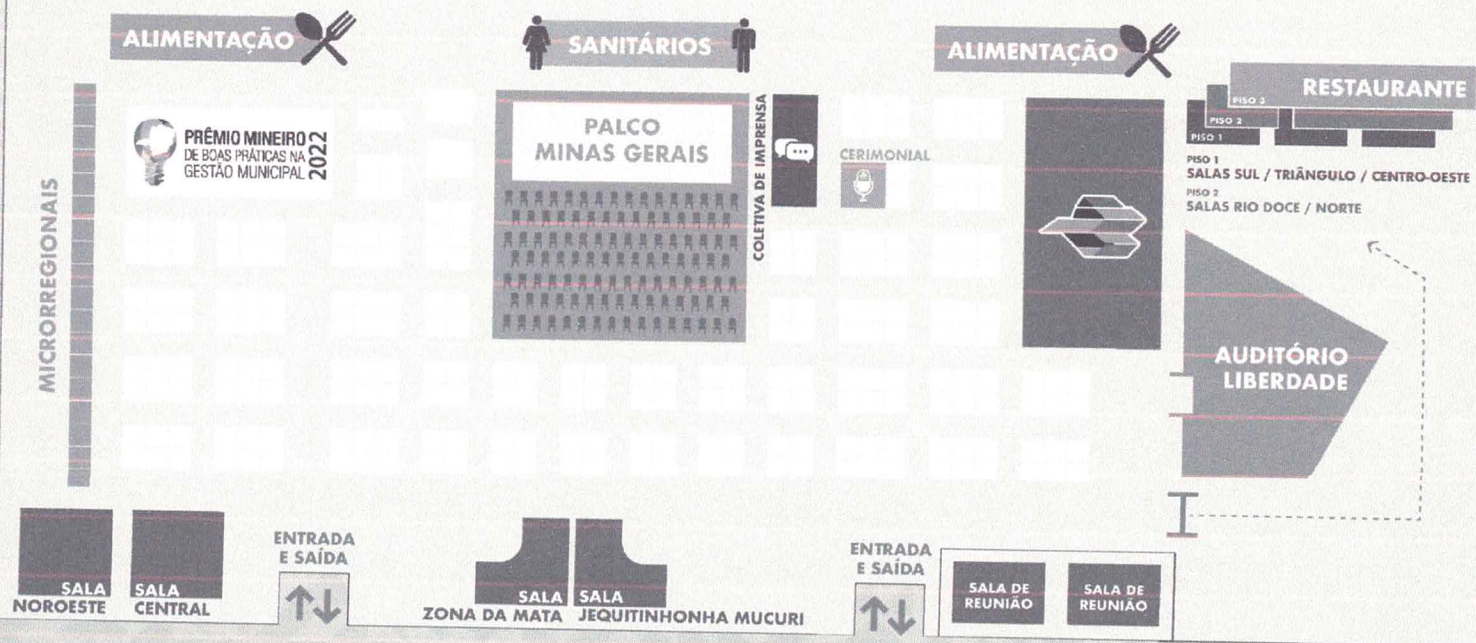 ALIMENTAÇÃO
SANITÁRIOS
ALIMENTAÇÃO
RESTAURANTE
PISO 3
PISO 2
PISO 1
PISO 1
SALAS SUL / TRIÂNGULO / CENTRO-OESTE
PISO 2
SALAS RIO DOCE / NORTE
MICRORREGIONAIS
PRÊMIO MINEIRO
DE BOAS PRÁTICAS NA
GESTÃO MUNICIPAL
2022
PALCO
MINAS GERAIS
COLETIVA DE IMPRENSA
CERIMONIAL
AUDITÓRIO
LIBERDADE
SALA
NOROESTE
SALA
CENTRAL
ENTRADA
E SAÍDA
SALA
ZONA DA MATA
SALA
JEQUITINHONHA MUCURI
ENTRADA
E SAÍDA
SALA DE
REUNIÃO
SALA DE
REUNIÃO